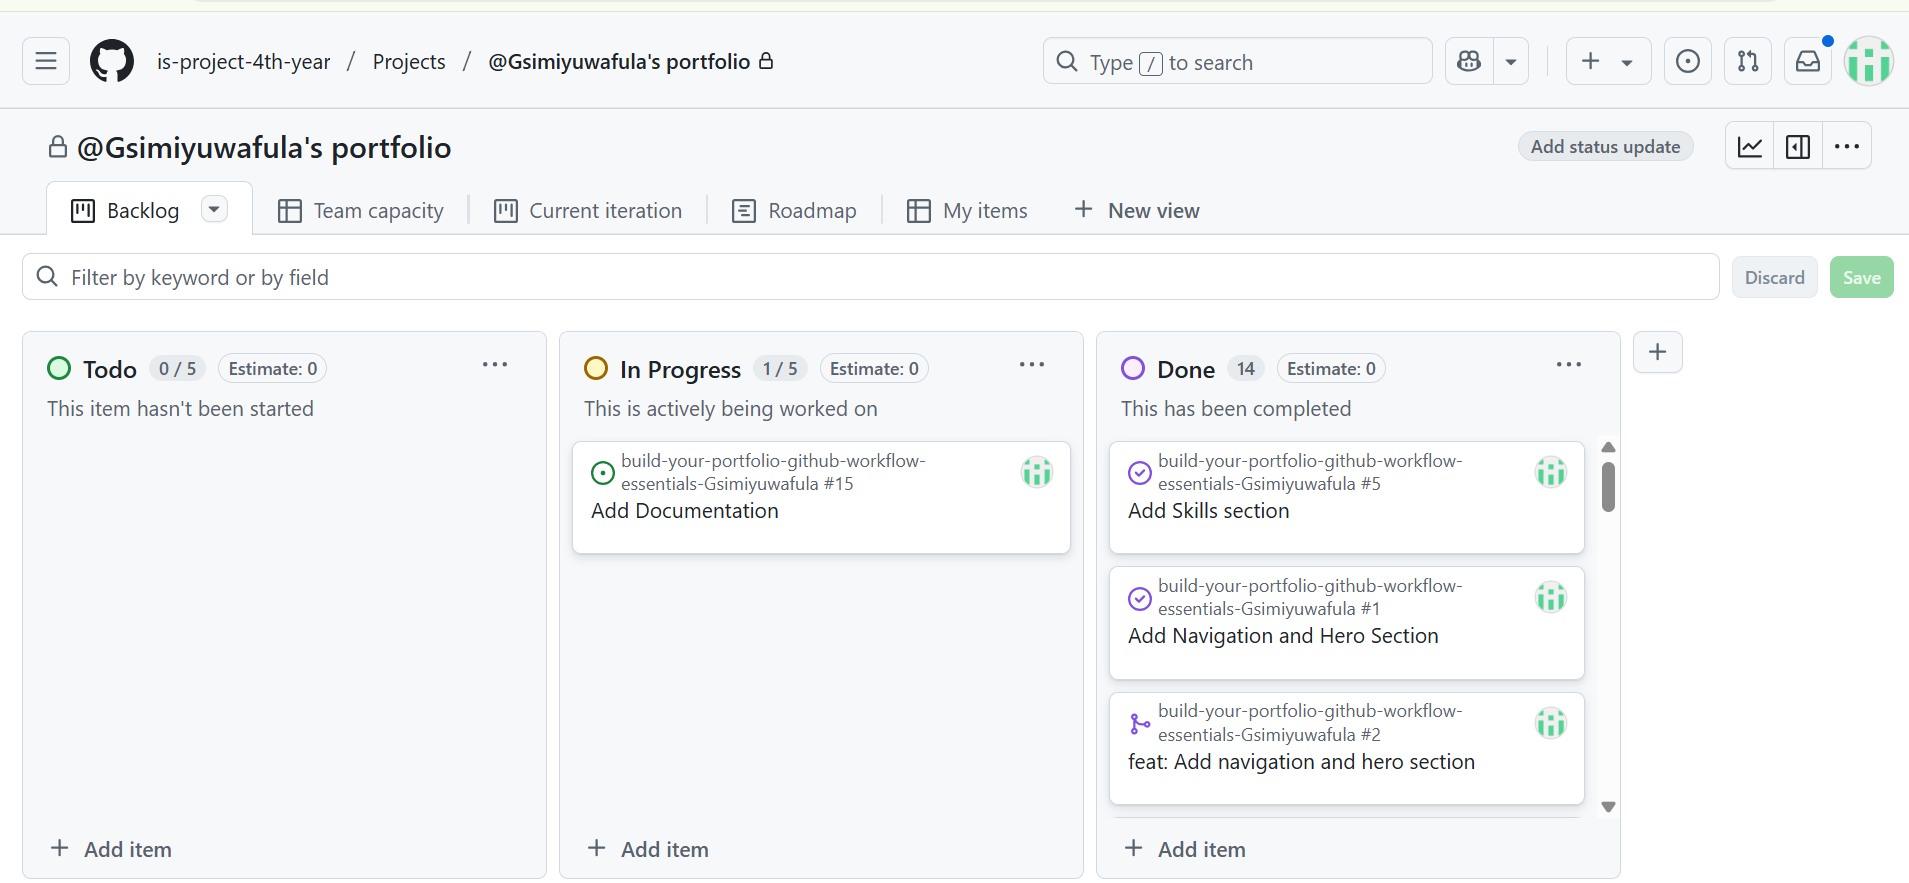 is-project-4th-year / Projects / @Gsimiyuwafula's portfolio
Type / to search
@Gsimiyuwafula's portfolio
Add status update
Backlog
Team capacity
Current iteration
Roadmap
My items
+ New view
Filter by keyword or by field
Discard
Save
Todo 0 / 5 Estimate: 0
This item hasn't been started
+ Add item
In Progress 1 / 5 Estimate: 0
This is actively being worked on
build-your-portfolio-github-workflow-
essentials-Gsimiyuwafula #15
Add Documentation
+ Add item
Done 14 Estimate: 0
This has been completed
build-your-portfolio-github-workflow-
essentials-Gsimiyuwafula #5
Add Skills section
build-your-portfolio-github-workflow-
essentials-Gsimiyuwafula #1
Add Navigation and Hero Section
build-your-portfolio-github-workflow-
essentials-Gsimiyuwafula #2
feat: Add navigation and hero section
+ Add item